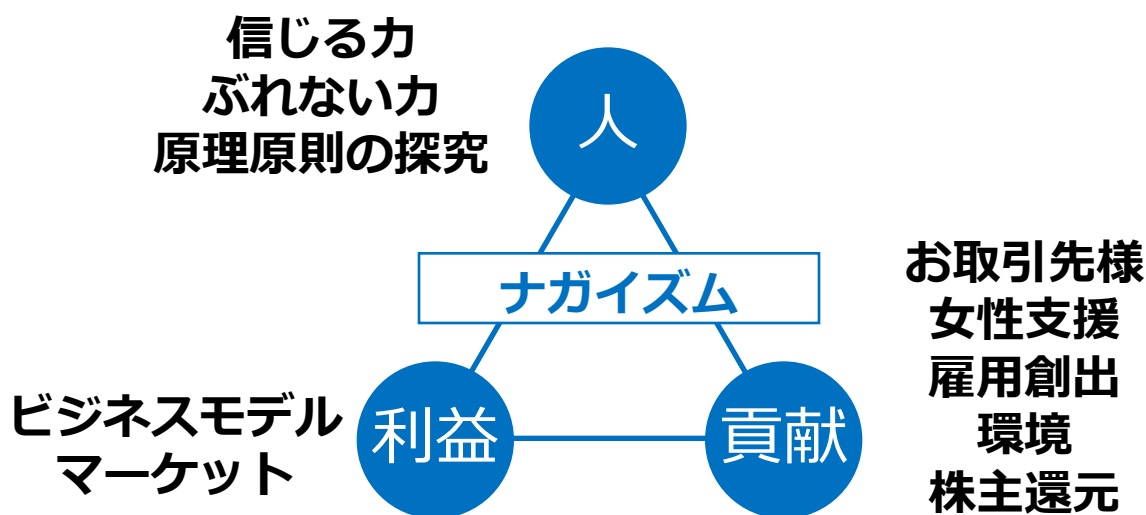 信じる力
ぶれない力
原理原則の探究
人
ナガイズム
お取引先様
女性支援
雇用創出
環境
株主還元
ビジネスモデル
マーケット
利益
貢献